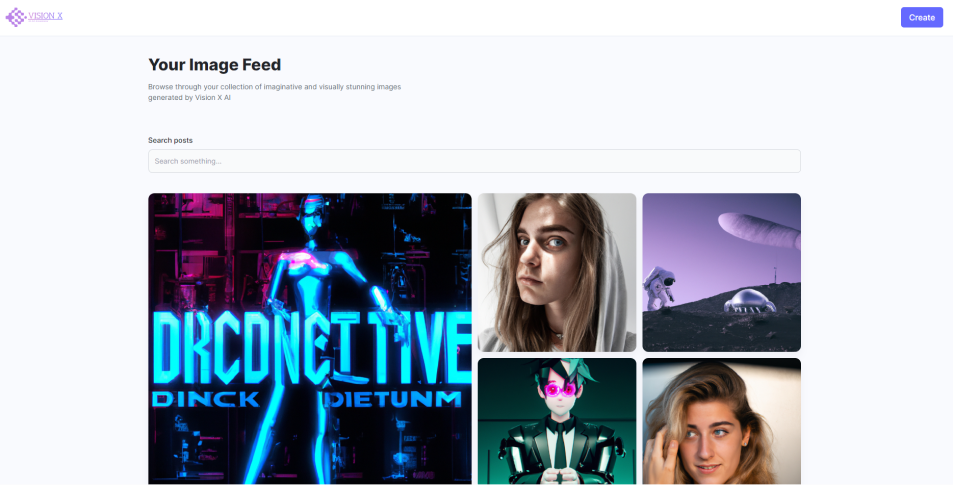 VISION X
Create
Your Image Feed
Browse through your collection of imaginative and visually stunning images
generated by Vision X AI
Search posts
Search something...
DRCDNETTIVE
DINCK DIETUNM